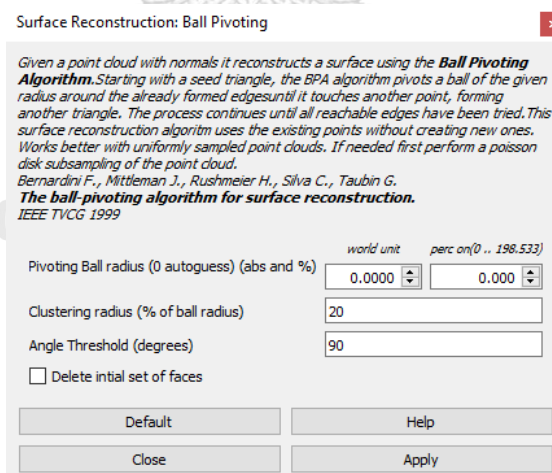 Surface Reconstruction: Ball Pivoting
Given a point cloud with normals it reconstructs a surface using the Ball Pivoting
Algorithm.Starting with a seed triangle, the BPA algorithm pivots a ball of the given
radius around the already formed edgesuntil it touches another point, forming
another triangle. The process continues until all reachable edges have been tried.This
surface reconstruction algoritm uses the existing points without creating new ones.
Works better with uniformly sampled point clouds. If needed first perform a poisson
disk subsampling of the point cloud.
Bernardini F., Mittleman J., Rushmeier H., Silva C., Taubin G.
The ball-pivoting algorithm for surface reconstruction.
IEEE TVCG 1999
world unit perc on(0 .. 198.533)
Pivoting Ball radius (0 autoguess) (abs and %) 0.0000 0.000
Clustering radius (% of ball radius) 20
Angle Threshold (degrees) 90
Delete intial set of faces
Default Help
Close Apply